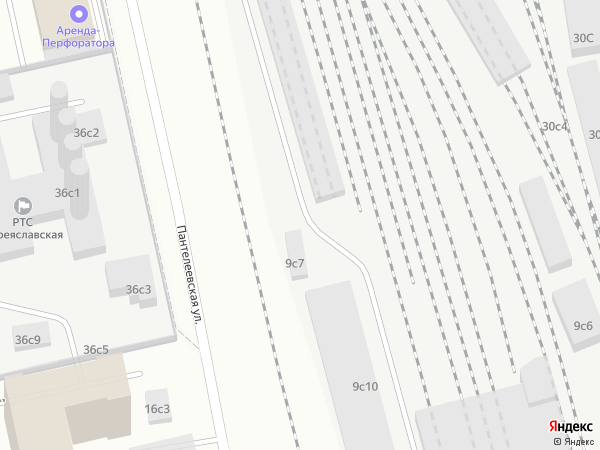 Аренда-
Перфоратора
30С
30с4
30
36с2
36с1
РТС
реяславская
Пантелеевская ул.
9с7
36с3
9с6
36с9
36с5
9с10
16с3
Яндекс
© Яндекс